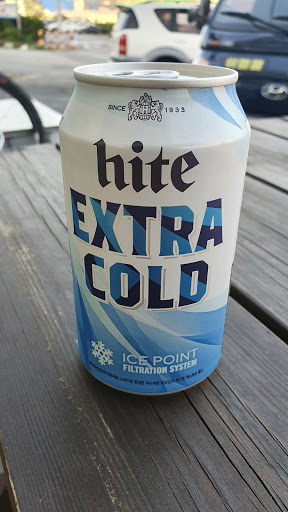 SINCE 1933
hite
EXTRA
COLD
ICE POINT
FILTRATION SYSTEM